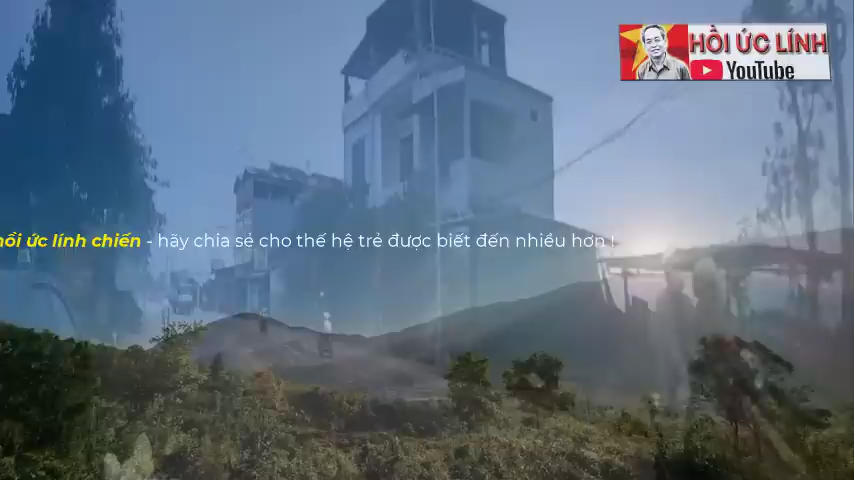 HỒI ỨC LÍNH
YouTube
hồi ức lính chiến - hãy chia sẻ cho thế hệ trẻ được biết đến nhiều hơn !